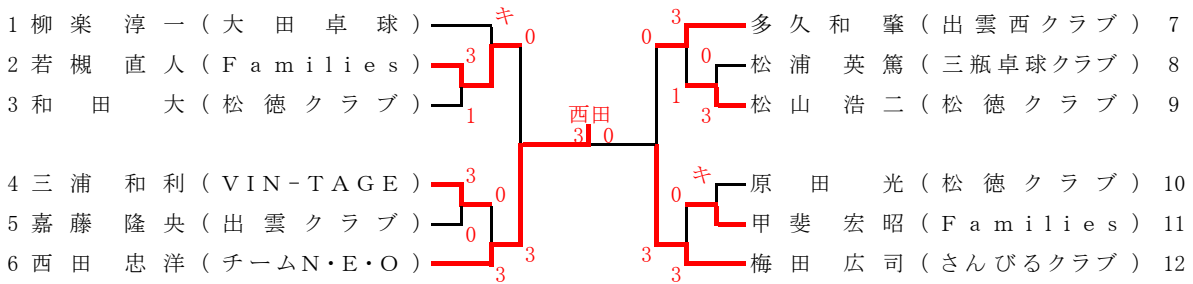 1 柳楽 淳一 (大田卓球)
キ
0
2 若槻 直人 (Families)
3
3 和田 大 (松徳クラブ)
1
4 三浦 和利 (VIN-TAGE)
3
0
5 嘉藤 隆央 (出雲クラブ)
0
6 西田 忠洋 (チームN・E・O)
3
3
西田
3 0
3
多久和 肇 (出雲西クラブ) 7
0
0
松浦 英篤 (三瓶卓球クラブ) 8
1
松山 浩二 (松徳クラブ) 9
3
キ
原田 光 (松徳クラブ) 10
0
甲斐 宏昭 (Families) 11
3
梅田 広司 (さんびるクラブ) 12
3